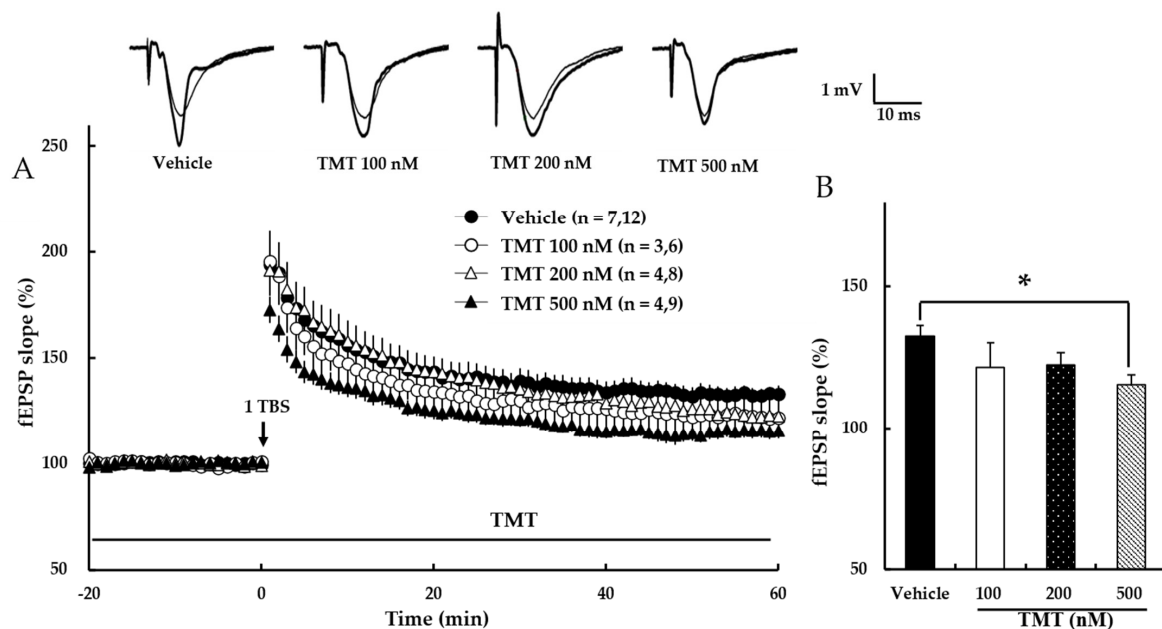 1 mV
10 ms
Vehicle
TMT 100 nM
TMT 200 nM
TMT 500 nM
A
fEPSP slope (%)
250
200
150
100
50
Vehicle (n = 7,12)
TMT 100 nM (n = 3,6)
TMT 200 nM (n = 4,8)
TMT 500 nM (n = 4,9)
1 TBS
TMT
-20
0
20
40
60
Time (min)
B
fEPSP slope (%)
150
100
50
*
Vehicle
100
200
500
TMT (nM)